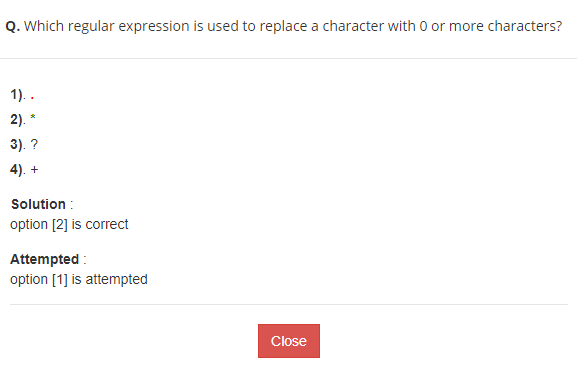 Q. Which regular expression is used to replace a character with 0 or more characters?
1). .
2). *
3). ?
4). +
Solution :
option [2] is correct
Attempted :
option [1] is attempted
Close